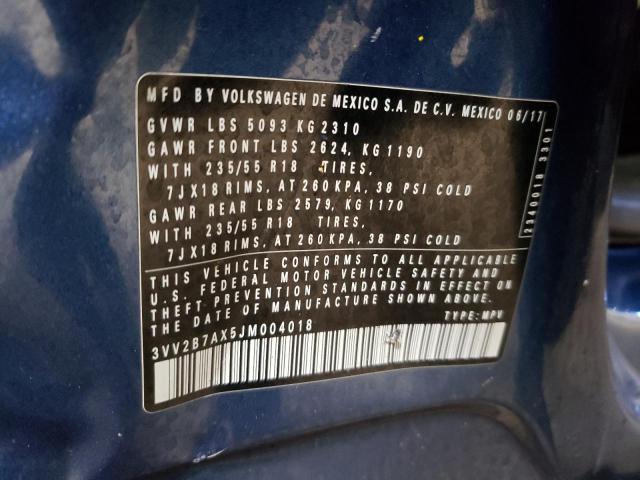 MFD BY VOLKSWAGEN DE MEXICO S.A. DE C.V. MEXICO 06/17
GVWR LBS 5093 KG 2310
GAWR FRONT LBS 2624, KG 1190
WITH 235/55 R18 TIRES,
7JX18 RIMS, AT 260 KPA, 38 PSI COLD
GAWR REAR LBS 2579, KG 1170
WITH 235/55 R18 TIRES,
7JX18 RIMS, AT 260 KPA, 38 PSI COLD
THIS VEHICLE CONFORMS TO ALL APPLICABLE
U.S. FEDERAL MOTOR VEHICLE SAFETY AND
THEFT PREVENTION STANDARDS IN EFFECT ON
THE DATE OF MANUFACTURE SHOWN ABOVE.
3VV2B7AX5JM004018 TYPE: MPV
2340018 3301